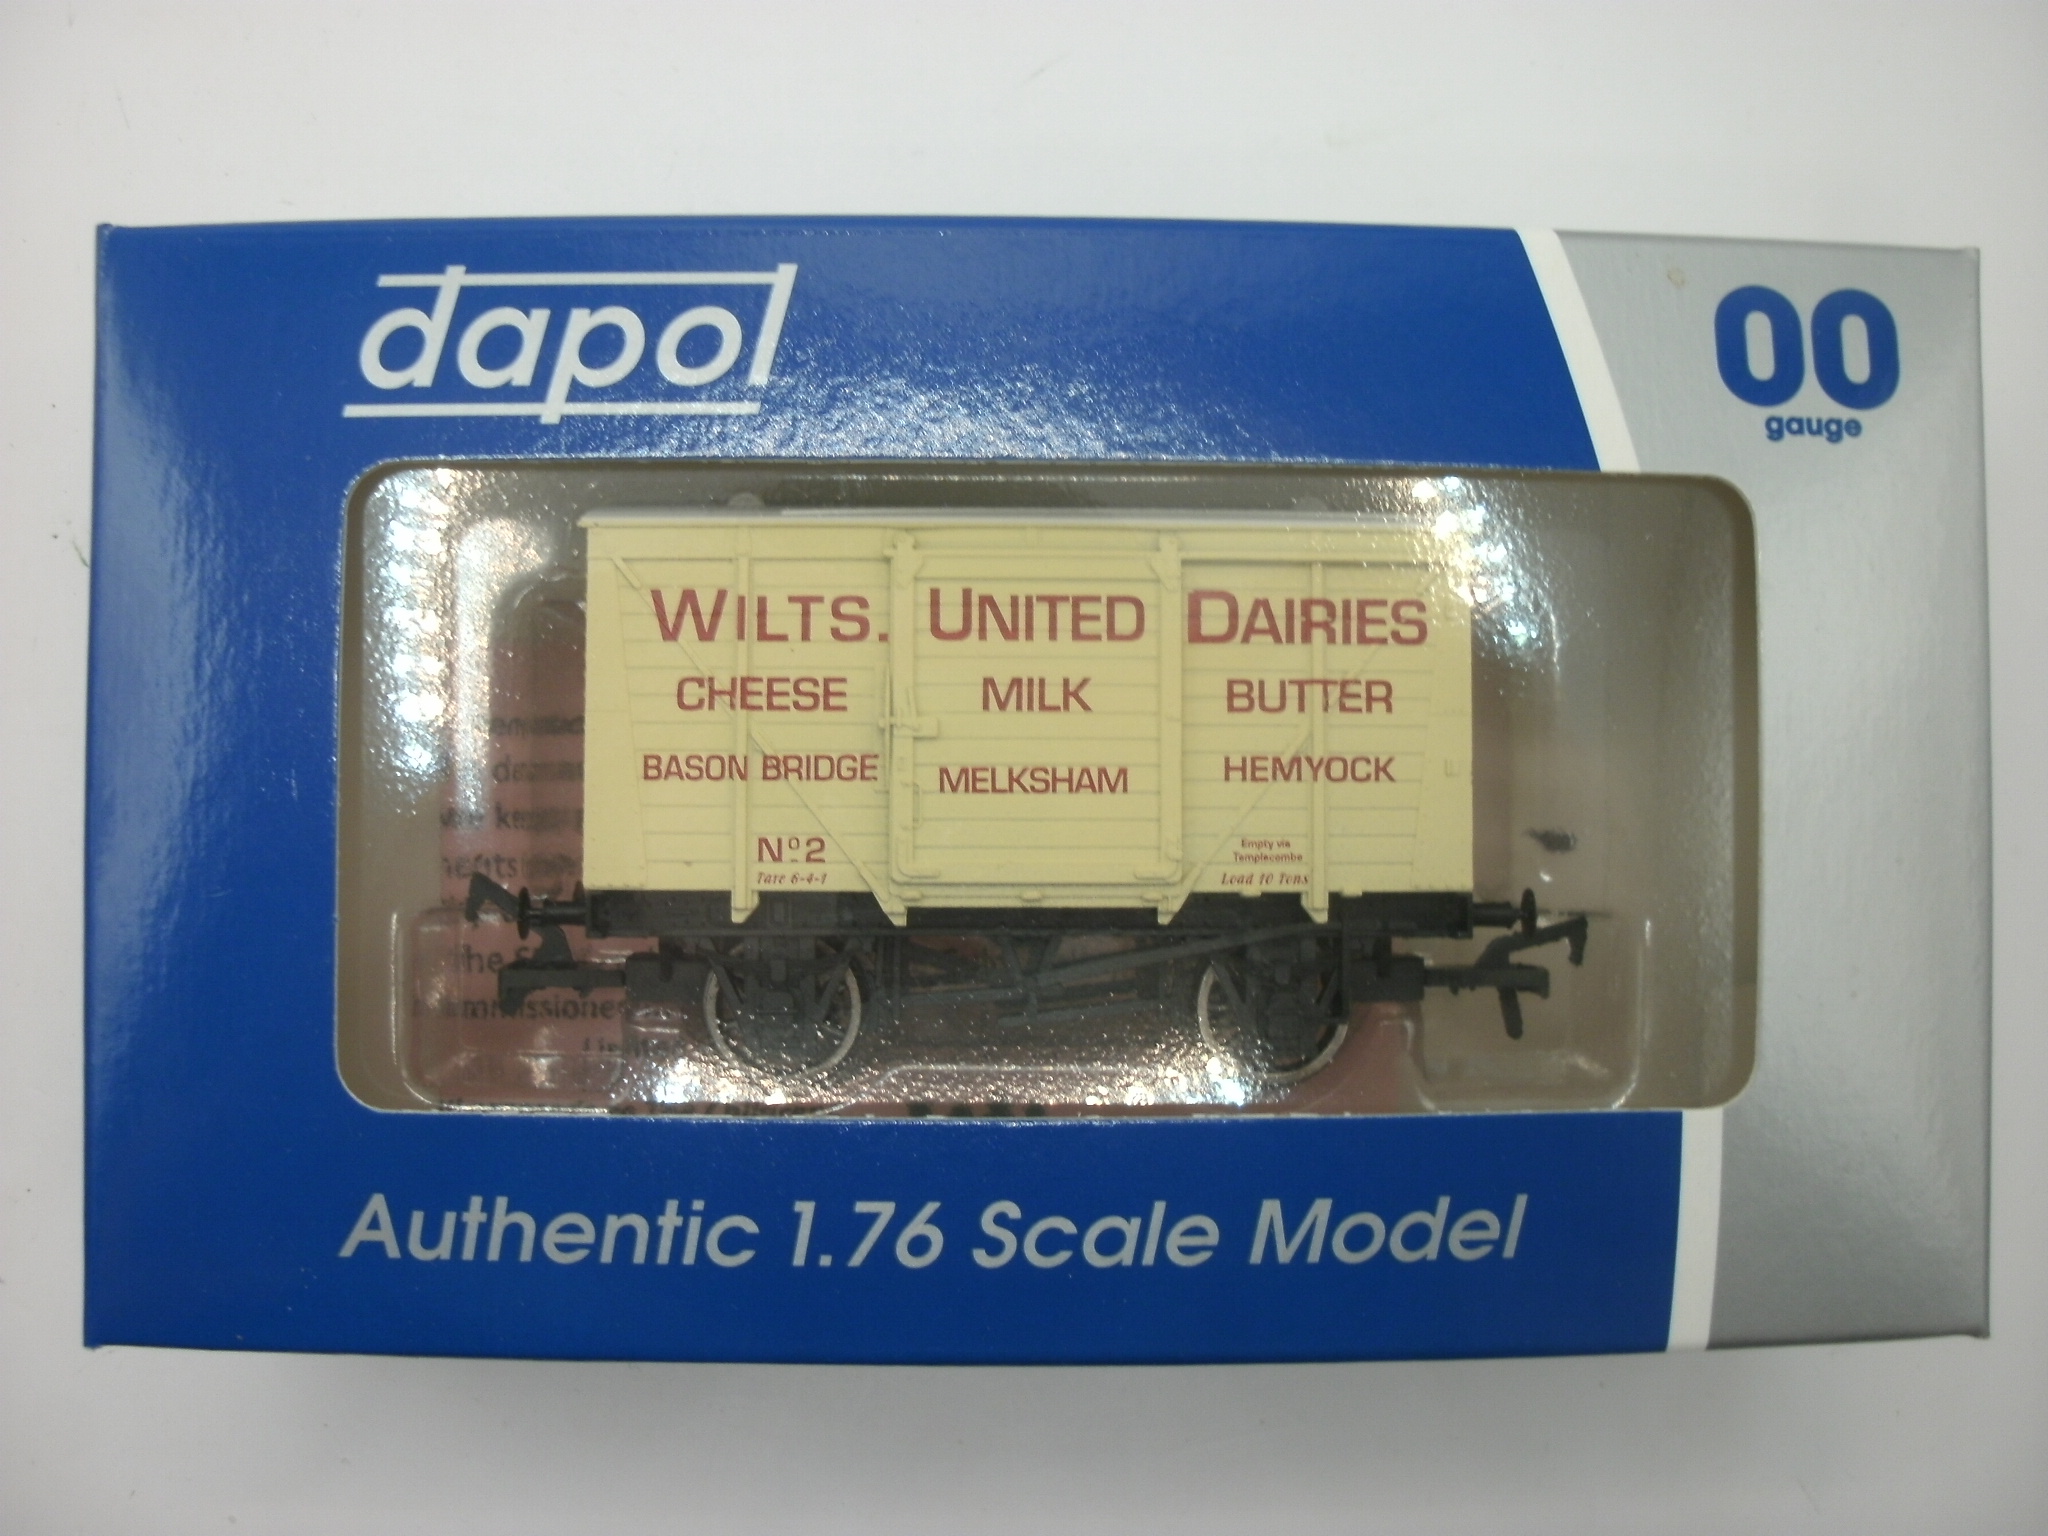 dapol
00
gauge
WILTS. UNITED DAIRIES
CHEESE MILK BUTTER
BASON BRIDGE MELKSHAM HEMYOCK
Nº2
Tare 6-4-1
Empty via
Templecombe
Load 10 Tons
the
Authentic 1.76 Scale Model